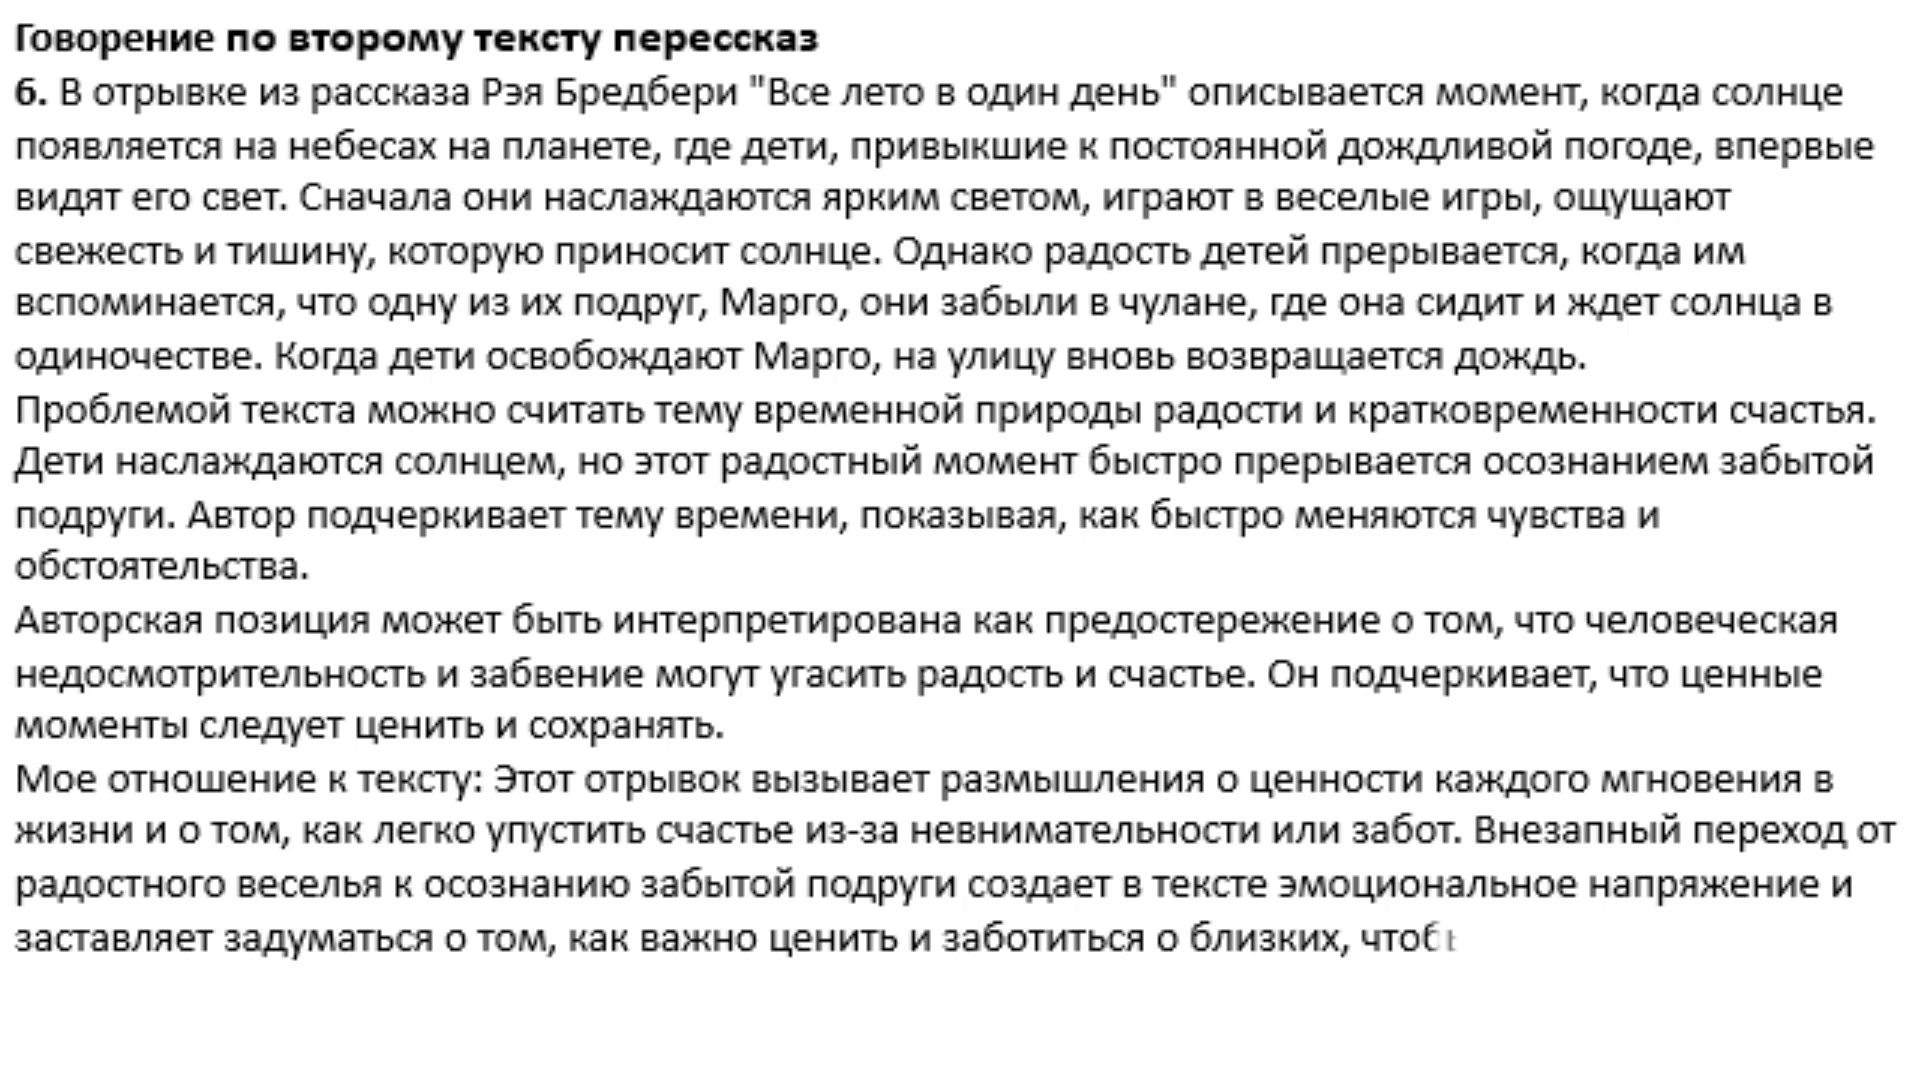 Говорение по второму тексту перессказ
6. В отрывке из рассказа Рэя Бредбери "Все лето в один день" описывается момент, когда солнце
появляется на небесах на планете, где дети, привыкшие к постоянной дождливой погоде, впервые
видят его свет. Сначала они наслаждаются ярким светом, играют в веселые игры, ощущают
свежесть и тишину, которую приносит солнце. Однако радость детей прерывается, когда им
вспоминается, что одну из их подруг, Марго, они забыли в чулане, где она сидит и ждет солнца в
одиночестве. Когда дети освобождают Марго, на улицу вновь возвращается дождь.
Проблемой текста можно считать тему временной природы радости и кратковременности счастья.
Дети наслаждаются солнцем, но этот радостный момент быстро прерывается осознанием забытой
подруги. Автор подчеркивает тему времени, показывая, как быстро меняются чувства и
обстоятельства.
Авторская позиция может быть интерпретирована как предостережение о том, что человеческая
недосмотрительность и забвение могут угасить радость и счастье. Он подчеркивает, что ценные
моменты следует ценить и сохранять.
Мое отношение к тексту: Этот отрывок вызывает размышления о ценности каждого мгновения в
жизни и о том, как легко упустить счастье из-за невнимательности или забот. Внезапный переход от
радостного веселья к осознанию забытой подруги создает в тексте эмоциональное напряжение и
заставляет задуматься о том, как важно ценить и заботиться о близких,